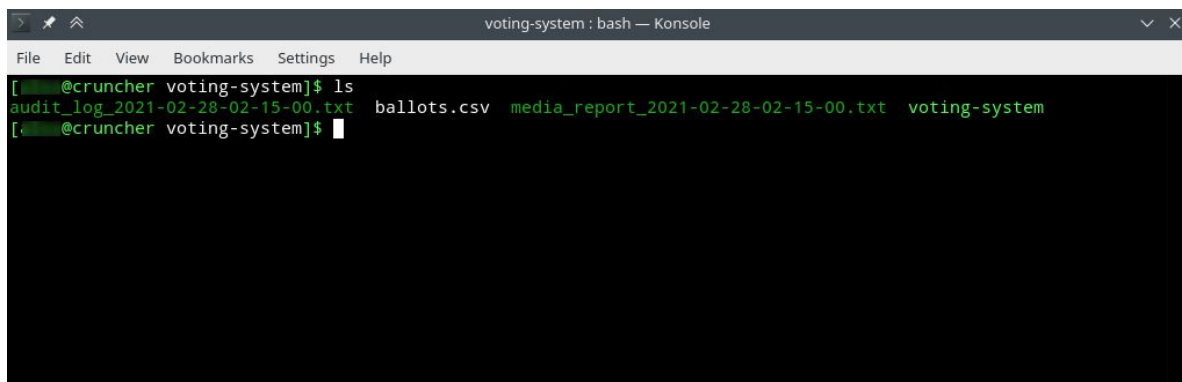 voting-system : bash — Konsole
File Edit View Bookmarks Settings Help
[ @cruncher voting-system]$ ls
audit_log_2021-02-28-02-15-00.txt ballots.csv media_report_2021-02-28-02-15-00.txt voting-system
[ @cruncher voting-system]$